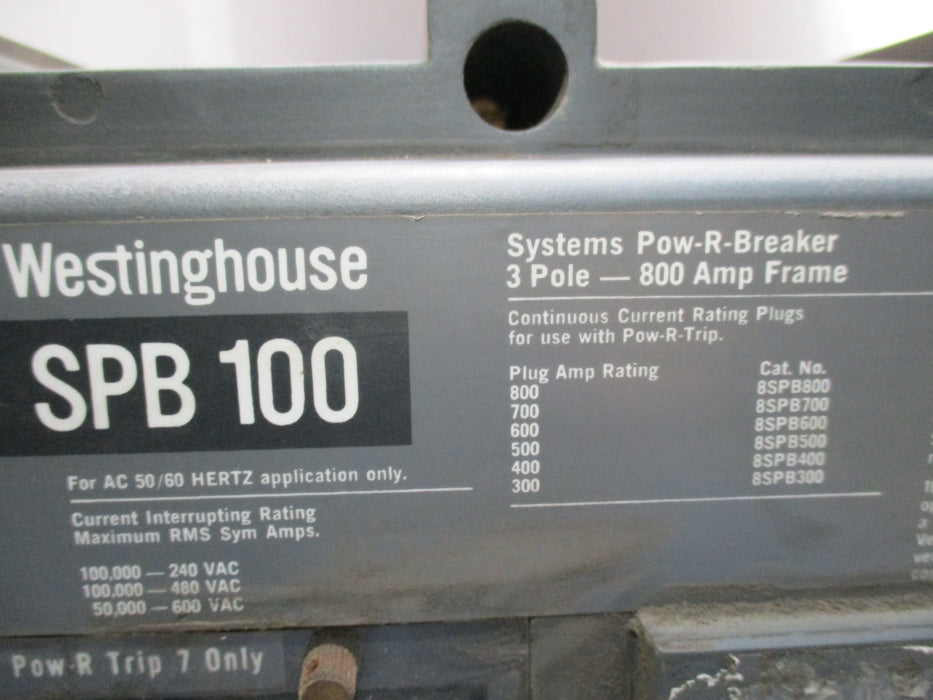 Westinghouse
SPB 100
For AC 50/60 HERTZ application only.
Current Interrupting Rating
Maximum RMS Sym Amps.
100,000 — 240 VAC
100,000 — 480 VAC
50,000 — 600 VAC
Pow-R Trip 7 Only
Systems Pow-R-Breaker
3 Pole — 800 Amp Frame
Continuous Current Rating Plugs
for use with Pow-R-Trip.
Plug Amp Rating Cat. No.
800 8SPB800
700 8SPB700
600 8SPB600
500 8SPB500
400 8SPB400
300 8SPB300